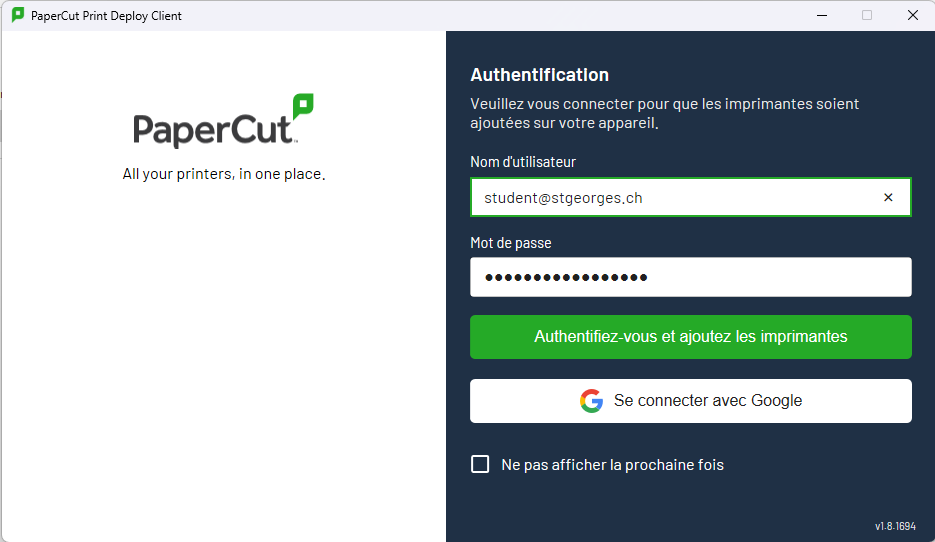 PaperCut Print Deploy Client
PaperCut™
All your printers, in one place.
Authentification
Veuillez vous connecter pour que les imprimantes soient
ajoutées sur votre appareil.
Nom d'utilisateur
student@stgeorges.ch
Mot de passe
•••••••••••••••••
Authentifiez-vous et ajoutez les imprimantes
Se connecter avec Google
Ne pas afficher la prochaine fois
v1.8.1694